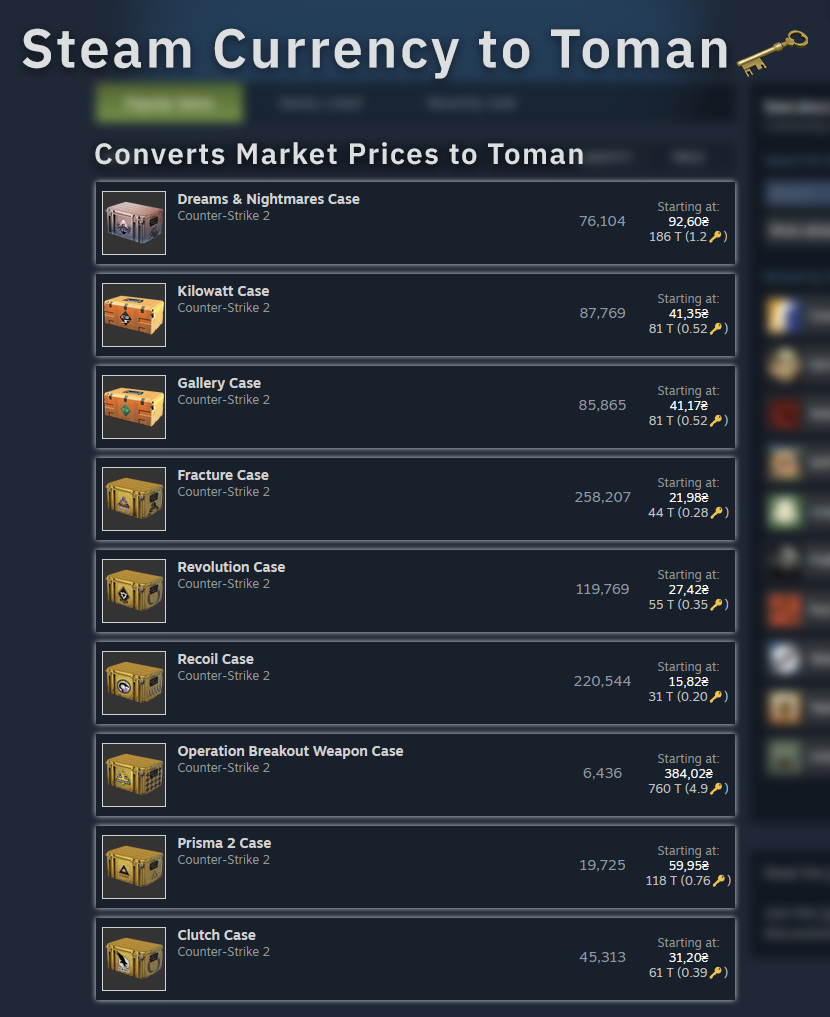 Steam Currency to Toman
Converts Market Prices to Toman
Dreams & Nightmares Case
Counter-Strike 2
76,104
Starting at:
92,60₴
186 T (1.2🔑)
Kilowatt Case
Counter-Strike 2
87,769
Starting at:
41,35₴
81 T (0.52🔑)
Gallery Case
Counter-Strike 2
85,865
Starting at:
41,17₴
81 T (0.52🔑)
Fracture Case
Counter-Strike 2
258,207
Starting at:
21,98₴
44 T (0.28🔑)
Revolution Case
Counter-Strike 2
119,769
Starting at:
27,42₴
55 T (0.35🔑)
Recoil Case
Counter-Strike 2
220,544
Starting at:
15,82₴
31 T (0.20🔑)
Operation Breakout Weapon Case
Counter-Strike 2
6,436
Starting at:
384,02₴
760 T (4.9🔑)
Prisma 2 Case
Counter-Strike 2
19,725
Starting at:
59,95₴
118 T (0.76🔑)
Clutch Case
Counter-Strike 2
45,313
Starting at:
31,20₴
61 T (0.39🔑)